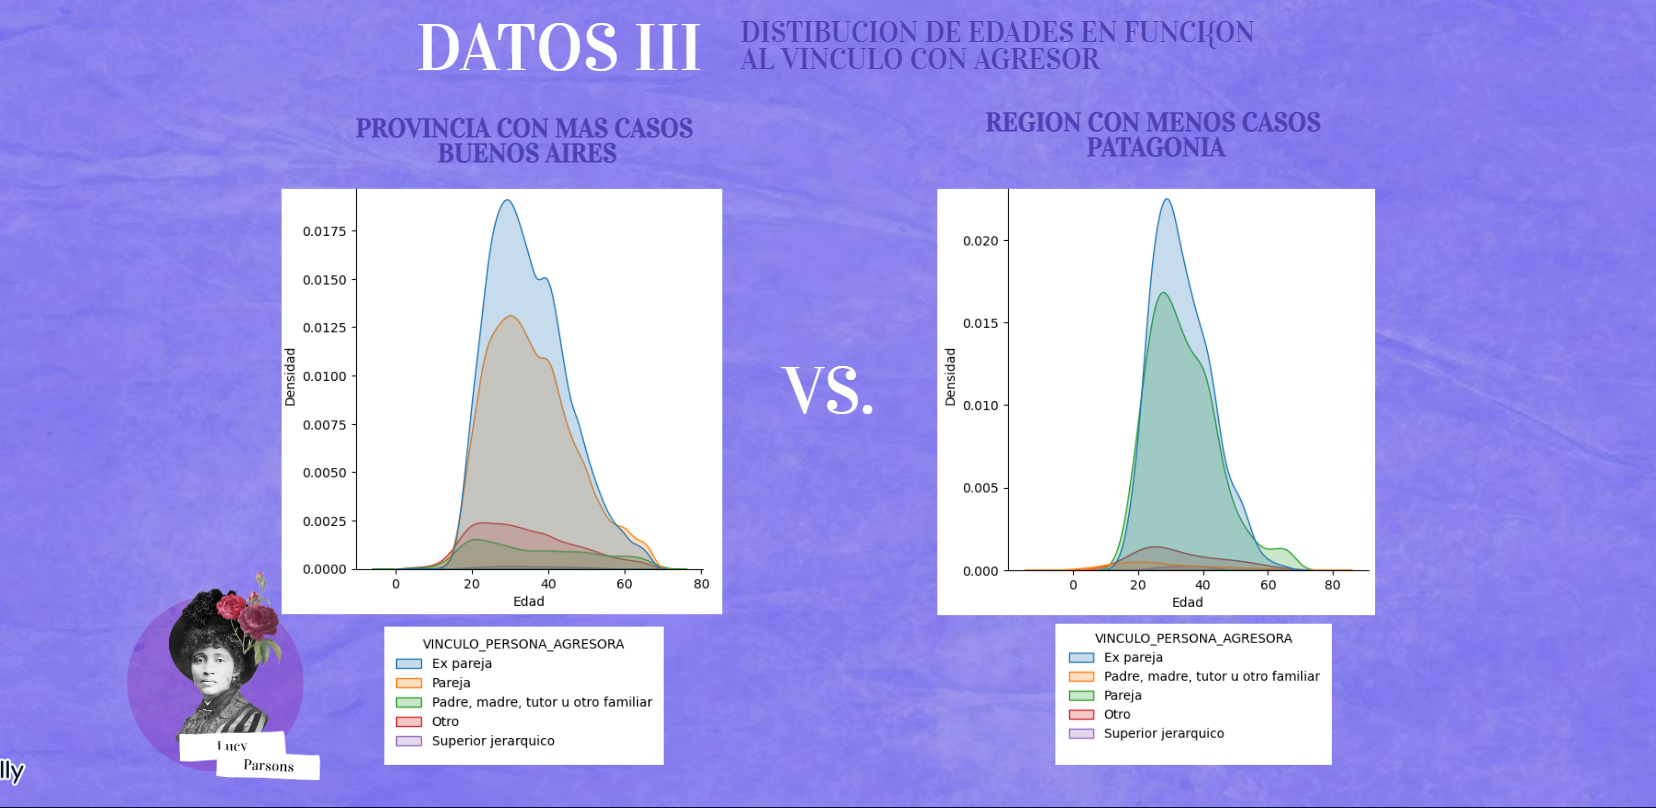 DATOS III
DISTIBUCION DE EDADES EN FUNCI{ON
AL VINCULO CON AGRESOR
PROVINCIA CON MAS CASOS
BUENOS AIRES
0.0175
0.0150
0.0125
0.0100
0.0075
0.0050
0.0025
0.0000
Densidad
0 20 40 60 80
Edad
VINCULO_PERSONA_AGRESORA
Ex pareja
Pareja
Padre, madre, tutor u otro familiar
Otro
Superior jerarquico
VS.
REGION CON MENOS CASOS
PATAGONIA
0.020
0.015
0.010
0.005
0.000
Densidad
0 20 40 60 80
Edad
VINCULO_PERSONA_AGRESORA
Ex pareja
Padre, madre, tutor u otro familiar
Pareja
Otro
Superior jerarquico
Lucy
Parsons
lly